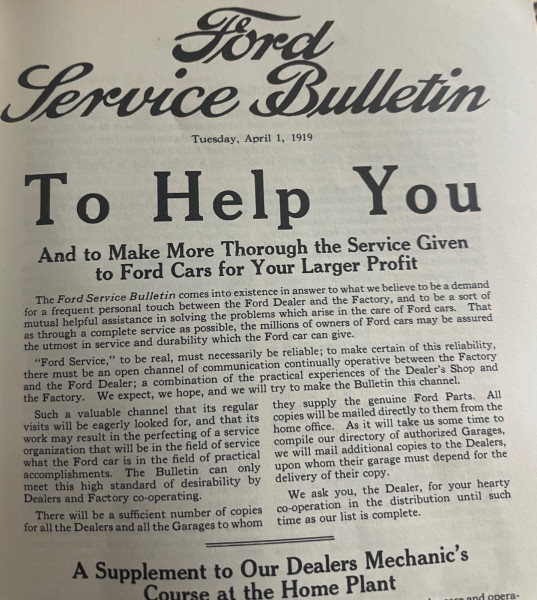 Ford
Service Bulletin
Tuesday, April 1, 1919
To Help You
And to Make More Thorough the Service Given
to Ford Cars for Your Larger Profit
The Ford Service Bulletin comes into existence in answer to what we believe to be a demand
for a frequent personal touch between the Ford Dealer and the Factory, and to be a sort of
mutual helpful assistance in solving the problems which arise in the care of Ford cars. That
as through a complete service as possible, the millions of owners of Ford cars may be assured
the utmost in service and durability which the Ford car can give.
"Ford Service," to be real, must necessarily be reliable; to make certain of this reliability,
there must be an open channel of communication continually operative between the Factory
and the Ford Dealer; a combination of the practical experiences of the Dealer's Shop and
the Factory. We expect, we hope, and we will try to make the Bulletin this channel.
Such a valuable channel that its regular
visits will be eagerly looked for, and that its
work may result in the perfecting of a service
organization that will be in the field of service
what the Ford car is in the field of practical
accomplishments. The Bulletin can only
meet this high standard of desirability by
Dealers and Factory co-operating.
There will be a sufficient number of copies
for all the Dealers and all the Garages to whom
they supply the genuine Ford Parts. All
copies will be mailed directly to them from the
home office. As it will take us some time to
compile our directory of authorized Garages,
we will mail additional copies to the Dealers,
upon whom their garage must depend for the
delivery of their copy.
We ask you, the Dealer, for your hearty
co-operation in the distribution until such
time as our list is complete.
A Supplement to Our Dealers Mechanic's
Course at the Home Plant
and opera-